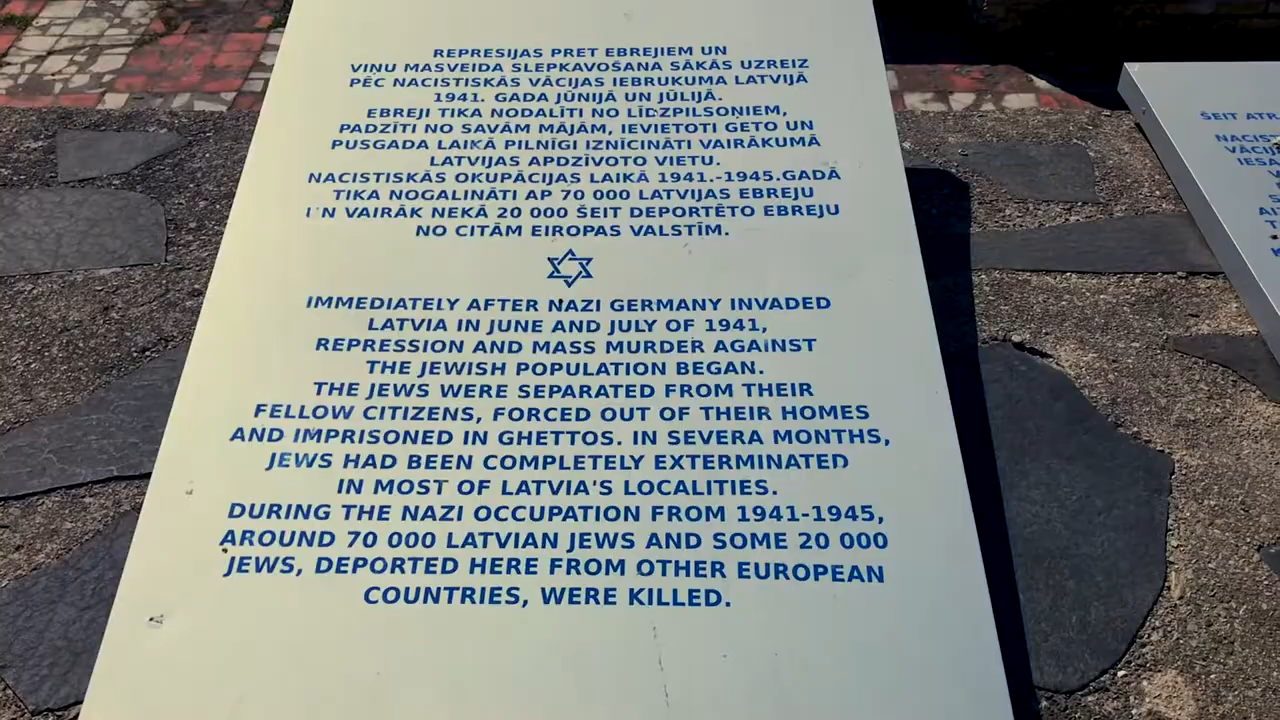 REPRESIJAS PRET EBREJIEM UN
VIŅU MASVEIDA SLEPKAVOŠANA SĀKĀS UZREIZ
PĒC NACISTISKĀS VĀCIJAS IEBRUKUMA LATVIJĀ
1941. GADA JŪNIJĀ UN JŪLIJĀ.
EBREJI TIKA NODALĪTI NO LĪDZPILSOŅIEM,
PADZĪTI NO SAVĀM MĀJĀM, IEVIETOTI GETO UN
PUSGADA LAIKĀ PILNĪGI IZNĪCINĀTI VAIRĀKUMĀ
LATVIJAS APDZĪVOTO VIETU.
NACISTISKĀS OKUPĀCIJAS LAIKĀ 1941.-1945.GADĀ
TIKA NOGALINĀTI AP 70 000 LATVIJAS EBREJU
UN VAIRĀK NEKĀ 20 000 ŠEIT DEPORTĒTO EBREJU
NO CITĀM EIROPAS VALSTĪM.
IMMEDIATELY AFTER NAZI GERMANY INVADED
LATVIA IN JUNE AND JULY OF 1941,
REPRESSION AND MASS MURDER AGAINST
THE JEWISH POPULATION BEGAN.
THE JEWS WERE SEPARATED FROM THEIR
FELLOW CITIZENS, FORCED OUT OF THEIR HOMES
AND IMPRISONED IN GHETTOS. IN SEVERA MONTHS,
JEWS HAD BEEN COMPLETELY EXTERMINATED
IN MOST OF LATVIA'S LOCALITIES.
DURING THE NAZI OCCUPATION FROM 1941-1945,
AROUND 70 000 LATVIAN JEWS AND SOME 20 000
JEWS, DEPORTED HERE FROM OTHER EUROPEAN
COUNTRIES, WERE KILLED.
ŠEIT